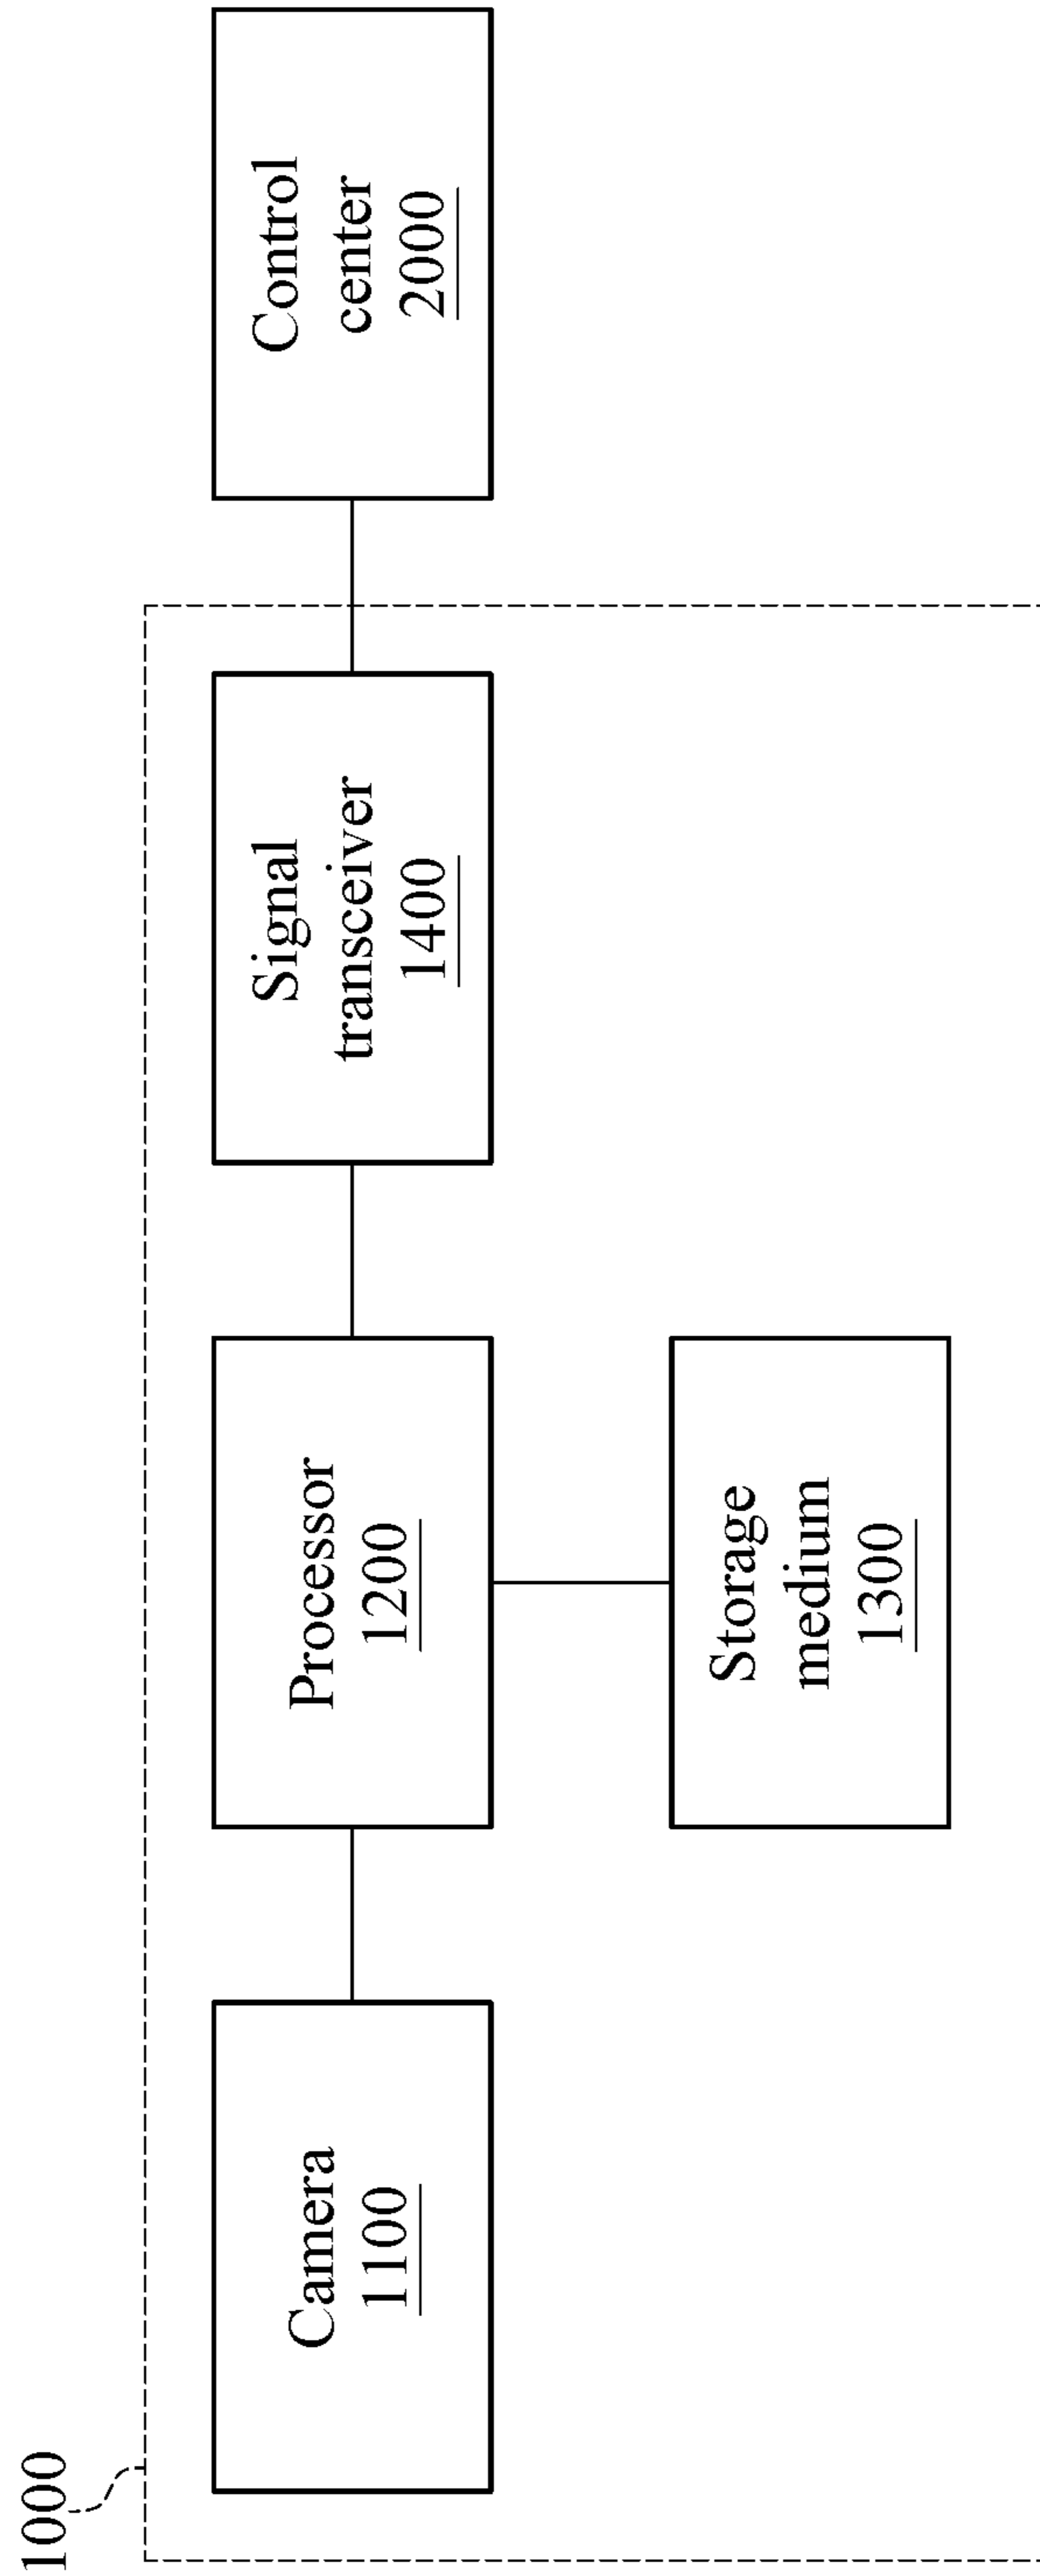 1000
Camera
1100
Processor
1200
Storage
medium
1300
Signal
transceiver
1400
Control
center
2000